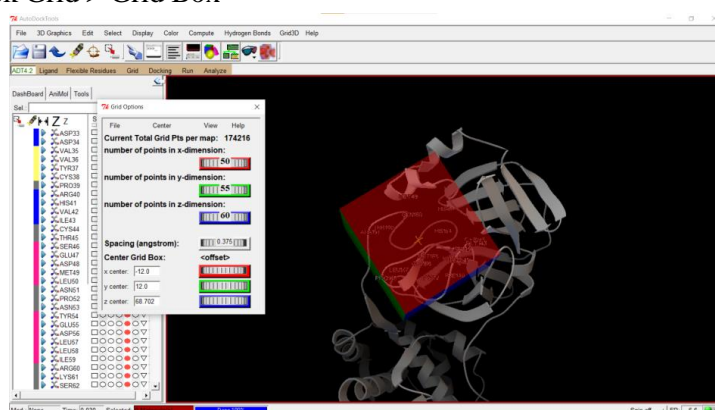 AutoDockTools
File 3D Graphics Edit Select Display Color Compute Hydrogen Bonds Grid3D Help
ADT4.2 Ligand Flexible Residues Grid Docking Run Analyze
DashBoard AniMol Tools
Sel.:
Grid Options
File Center View Help
Current Total Grid Pts per map: 174216
number of points in x-dimension:
50
number of points in y-dimension:
55
number of points in z-dimension:
60
Spacing (angstrom): 0.375
Center Grid Box: <offset>
x center: -12.0
y center: 12.0
z center: 68.702
ASP33
ASP34
VAL35
VAL36
TYR37
CYS38
PRO39
ARG40
HIS41
VAL42
ILE43
CYS44
THR45
SER46
GLU47
ASP48
MET49
LEU50
ASN51
PRO52
ASN53
TYR54
GLU55
ASP56
LEU57
LEU58
ILE59
ARG60
LYS61
SER62